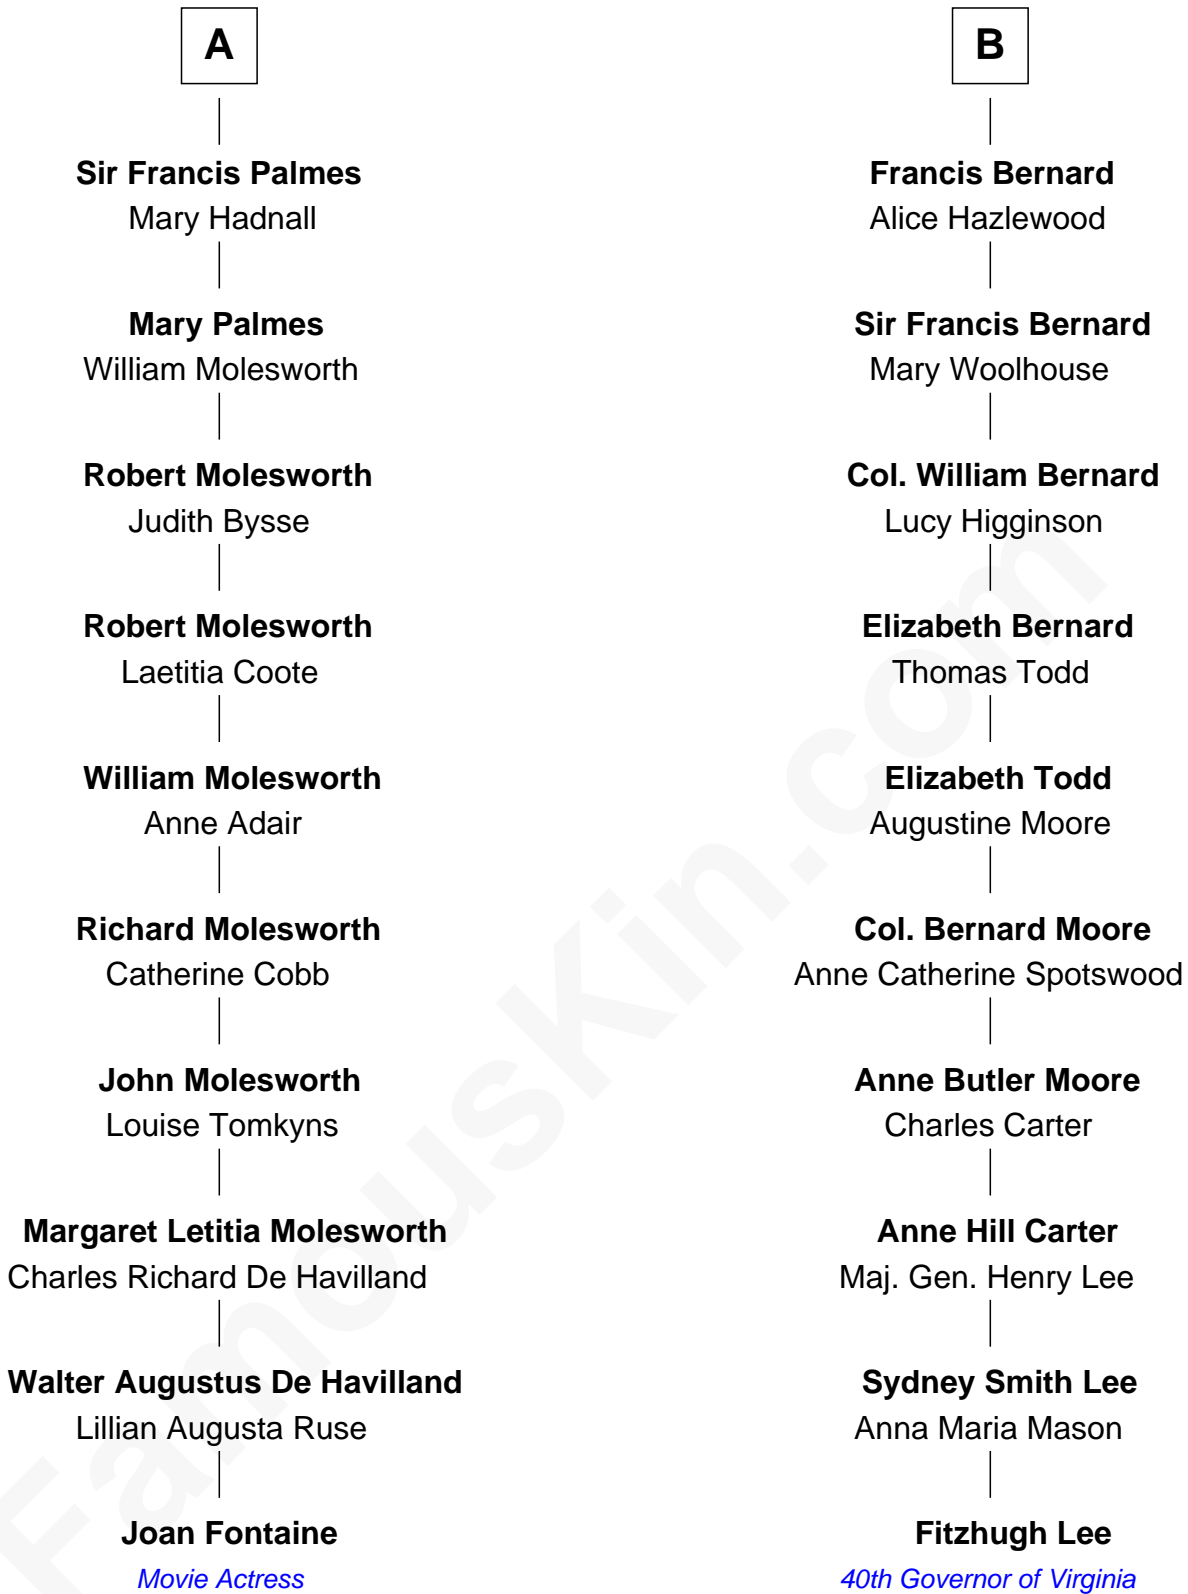 A
Sir Francis Palmes
Mary Hadnall
Mary Palmes
William Molesworth
Robert Molesworth
Judith Bysse
Robert Molesworth
Laetitia Coote
William Molesworth
Anne Adair
Richard Molesworth
Catherine Cobb
John Molesworth
Louise Tomkyns
Margaret Letitia Molesworth
Charles Richard De Havilland
Walter Augustus De Havilland
Lillian Augusta Ruse
Joan Fontaine
Movie Actress
B
Francis Bernard
Alice Hazlewood
Sir Francis Bernard
Mary Woolhouse
Col. William Bernard
Lucy Higginson
Elizabeth Bernard
Thomas Todd
Elizabeth Todd
Augustine Moore
Col. Bernard Moore
Anne Catherine Spotswood
Anne Butler Moore
Charles Carter
Anne Hill Carter
Maj. Gen. Henry Lee
Sydney Smith Lee
Anna Maria Mason
Fitzhugh Lee
40th Governor of Virginia
FamousKin.com